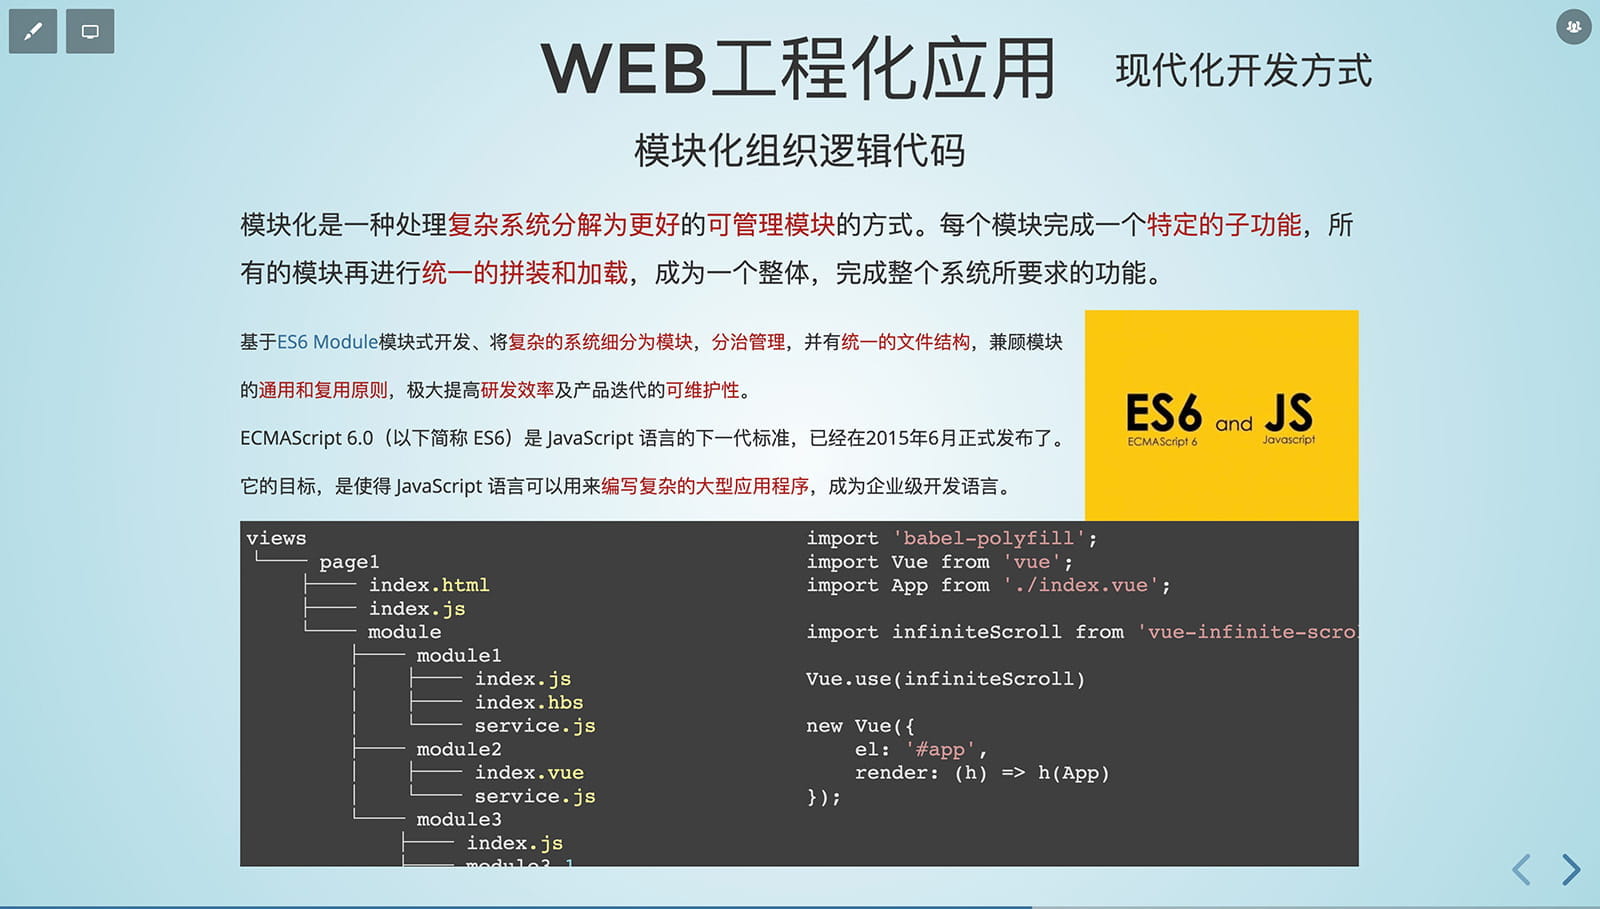 WEB工程化应用 现代化开发方式
模块化组织逻辑代码
模块化是一种处理复杂系统分解为更好的可管理模块的方式。每个模块完成一个特定的子功能，所
有的模块再进行统一的拼装和加载，成为一个整体，完成整个系统所要求的功能。
基于ES6 Module模块式开发、将复杂的系统细分为模块，分治管理，并有统一的文件结构，兼顾模块
的通用和复用原则，极大提高研发效率及产品迭代的可维护性。
ECMAScript 6.0（以下简称 ES6）是 JavaScript 语言的下一代标准，已经在2015年6月正式发布了。
它的目标，是使得 JavaScript 语言可以用来编写复杂的大型应用程序，成为企业级开发语言。
ES6 and JS
ECMAScript 6 Javascript
views
page1
index.html
index.js
module
module1
index.js
index.hbs
service.js
module2
index.vue
service.js
module3
index.js
module3_1
import 'babel-polyfill';
import Vue from 'vue';
import App from './index.vue';
import infiniteScroll from 'vue-infinite-scro
Vue.use(infiniteScroll)
new Vue({
el: '#app',
render: (h) => h(App)
});